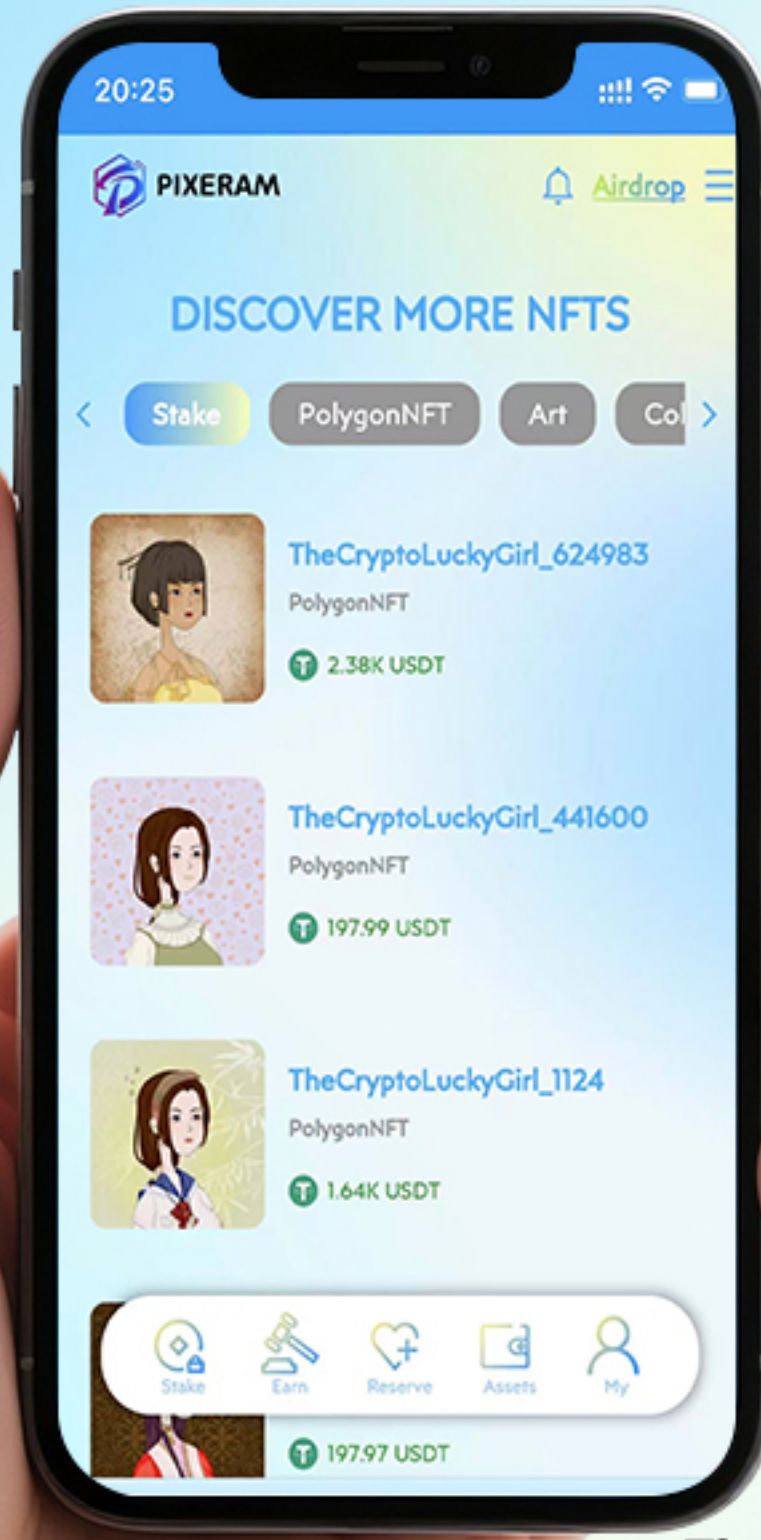 20:25
PIXERAM
Airdrop
DISCOVER MORE NFTS
Stake
PolygonNFT
Art
Col
TheCryptoLuckyGirl_624983
PolygonNFT
2.38K USDT
TheCryptoLuckyGirl_441600
PolygonNFT
197.99 USDT
TheCryptoLuckyGirl_1124
PolygonNFT
1.64K USDT
Stake
Earn
Reserve
Assets
My
197.97 USDT